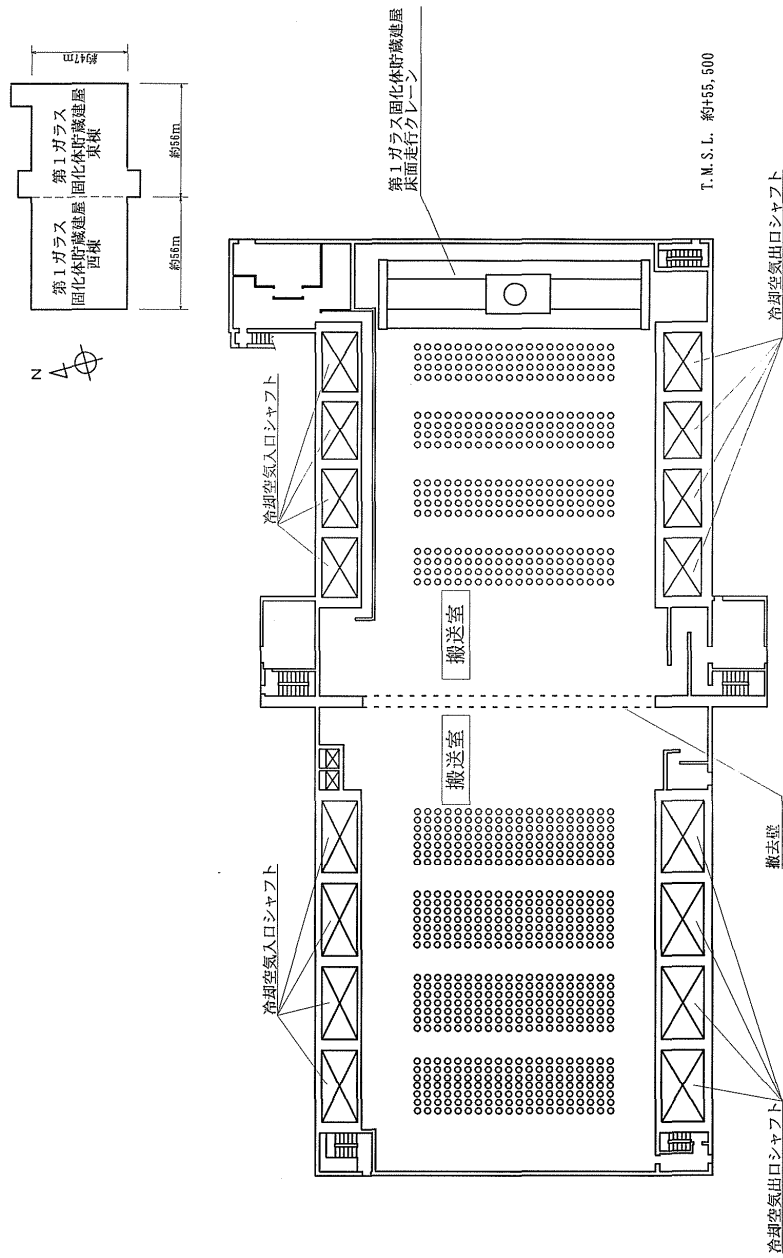 第1ガラス
固化体貯蔵建屋
西棟
第1ガラス
固化体貯蔵建屋
東棟
約47m
約56m
約56m
N
冷却空気入口シャフト
冷却空気入口シャフト
第1ガラス固化体貯蔵建屋
床面走行クレーン
搬送室
搬送室
T.M.S.L. 約+55,500
冷却空気出口シャフト
撤去壁
冷却空気出口シャフト